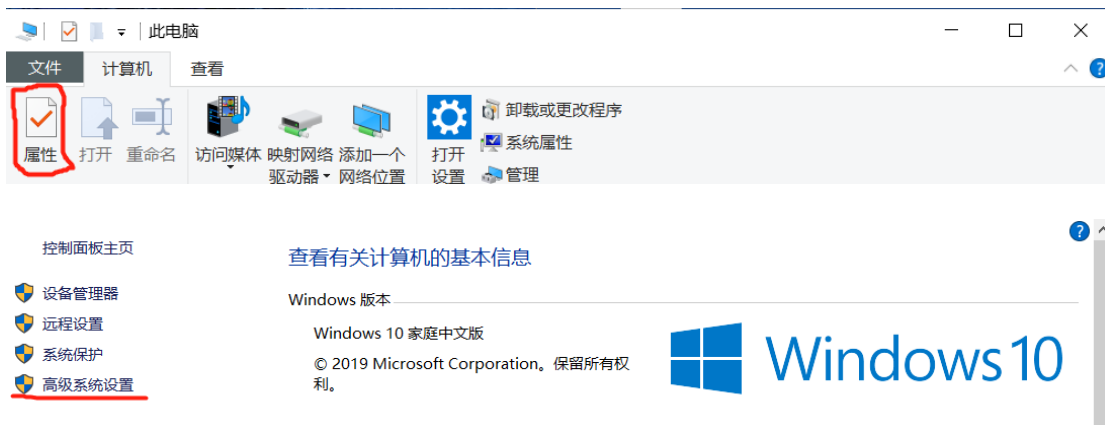 此电脑
文件 计算机 查看
属性 打开 重命名 访问媒体 映射网络驱动器 添加一个网络位置 打开设置 卸载或更改程序
系统属性
管理
控制面板主页
设备管理器
远程设置
系统保护
高级系统设置
查看有关计算机的基本信息
Windows 版本
Windows 10 家庭中文版
© 2019 Microsoft Corporation。保留所有权
利。
Windows 10